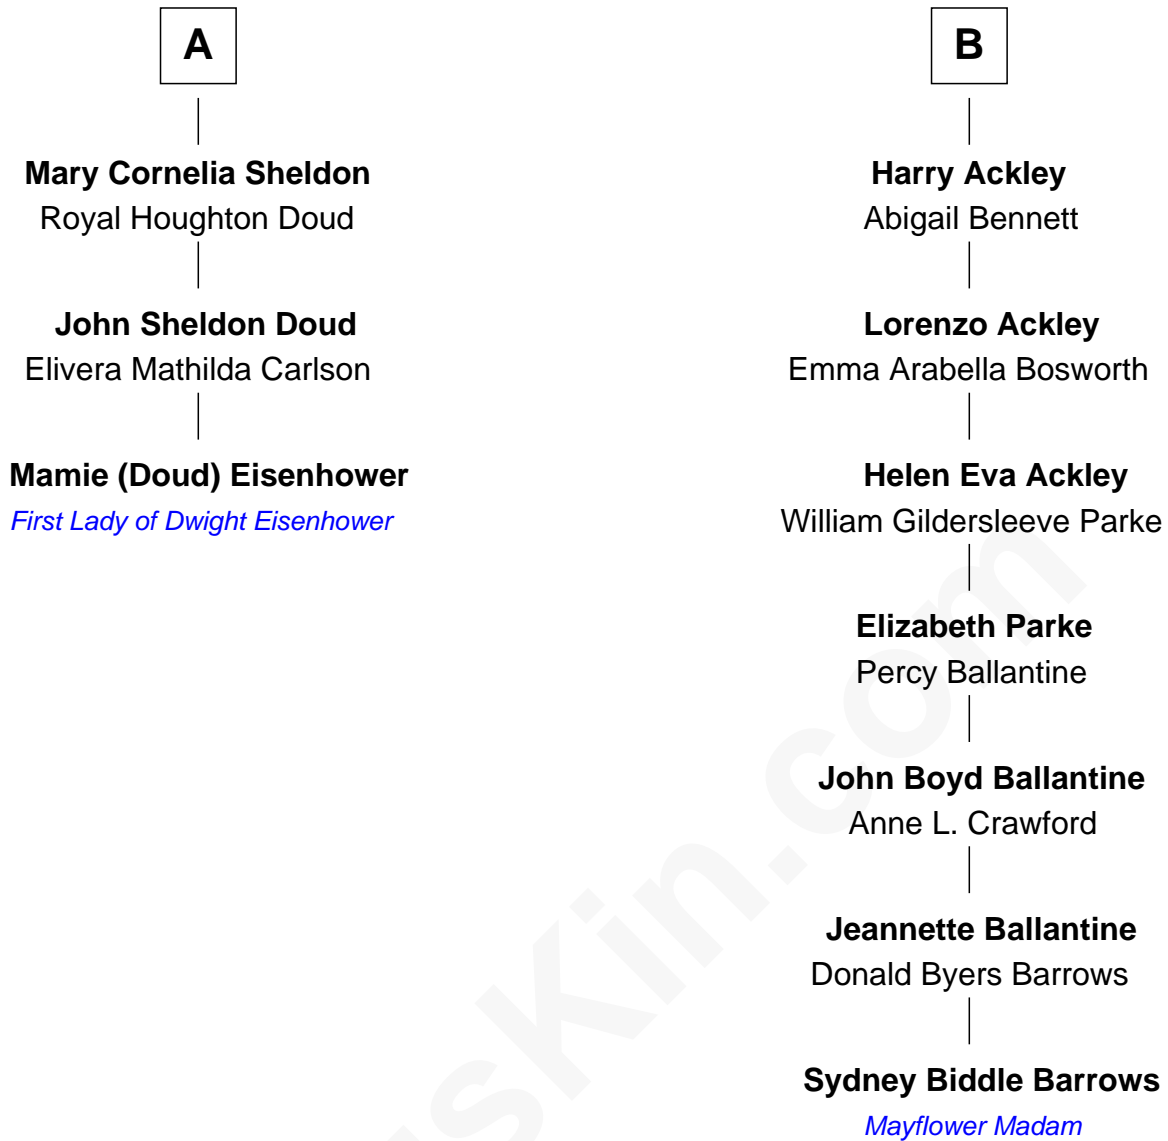 A
Mary Cornelia Sheldon
Royal Houghton Doud
John Sheldon Doud
Elivera Mathilda Carlson
Mamie (Doud) Eisenhower
First Lady of Dwight Eisenhower
B
Harry Ackley
Abigail Bennett
Lorenzo Ackley
Emma Arabella Bosworth
Helen Eva Ackley
William Gildersleeve Parke
Elizabeth Parke
Percy Ballantine
John Boyd Ballantine
Anne L. Crawford
Jeannette Ballantine
Donald Byers Barrows
Sydney Biddle Barrows
Mayflower Madam